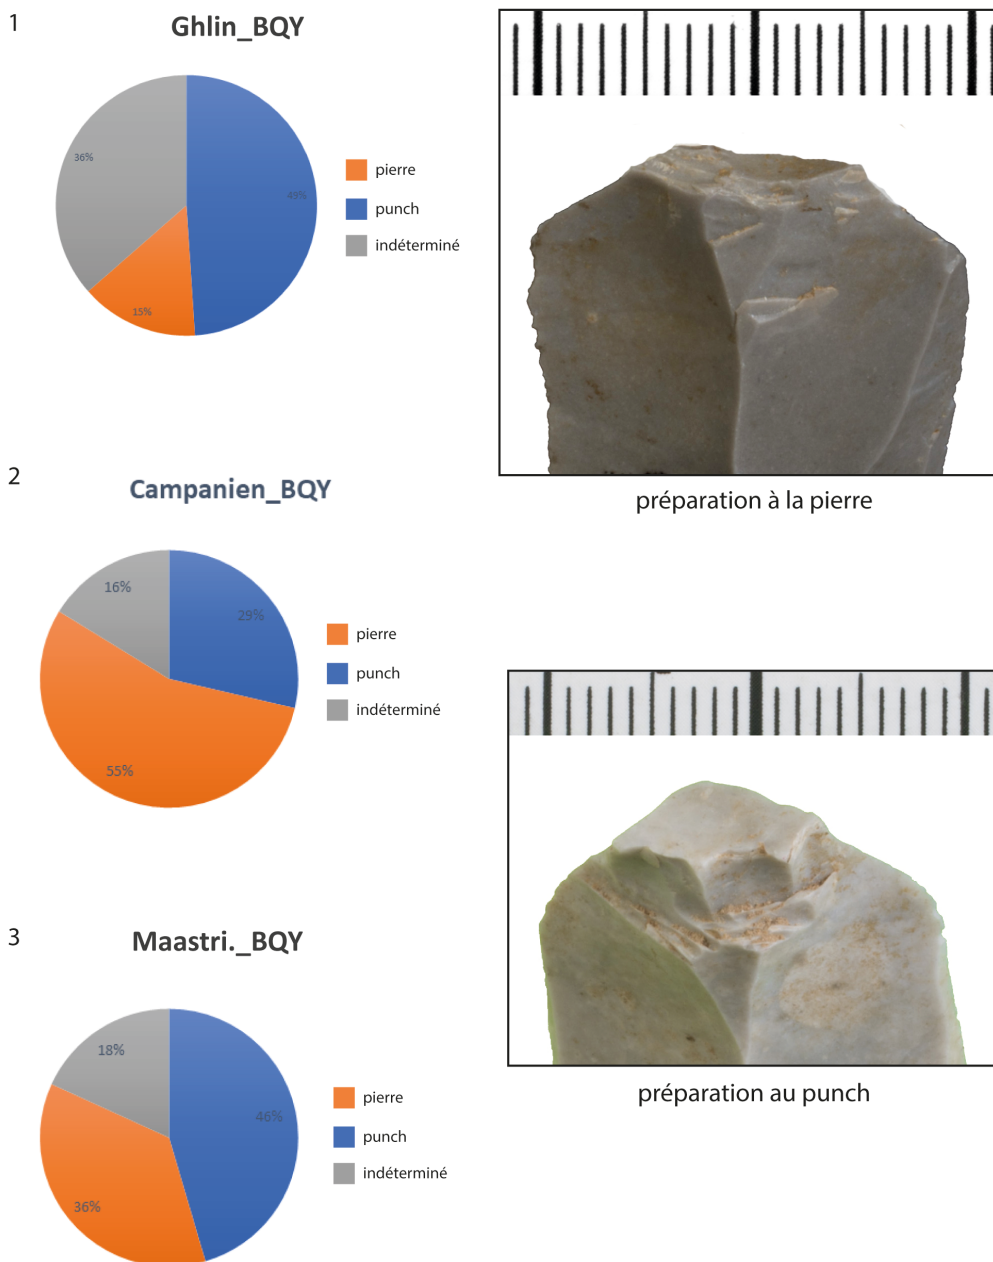 1
Ghlin_BQY
36%
49%
15%
pierre
punch
indéterminé
préparation à la pierre
2
Campanien_BQY
16%
29%
55%
pierre
punch
indéterminé
préparation au punch
3
Maastri._BQY
18%
46%
36%
pierre
punch
indéterminé